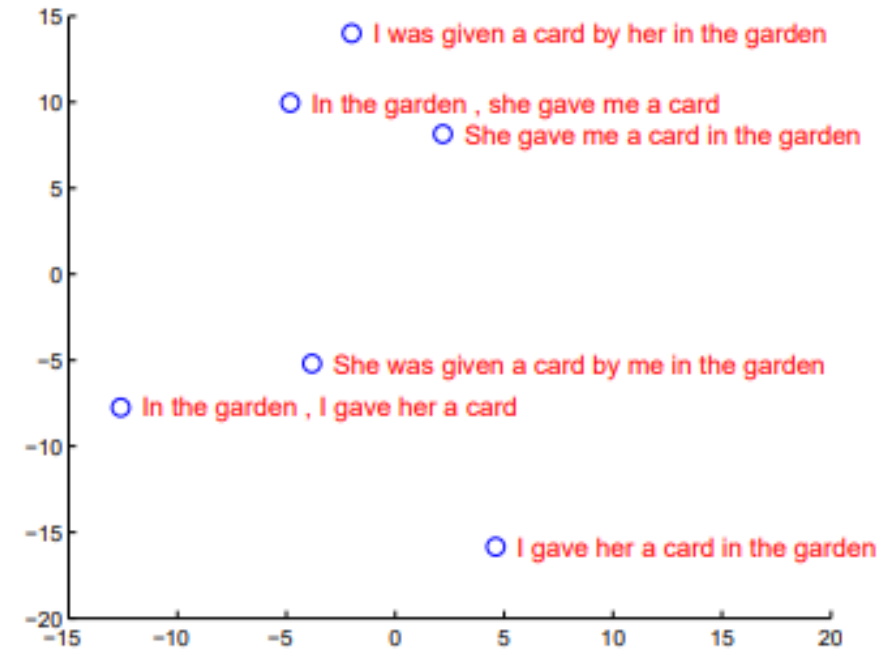 15
I was given a card by her in the garden
10
In the garden , she gave me a card
She gave me a card in the garden
5
0
−5
She was given a card by me in the garden
In the garden , I gave her a card
−10
−15
I gave her a card in the garden
−20
−15 −10 −5 0 5 10 15 20